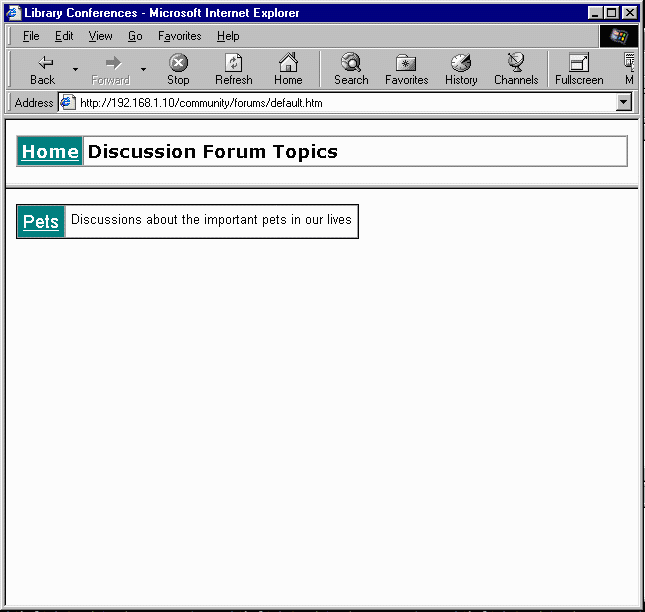 Library Conferences - Microsoft Internet Explorer
File Edit View Go Favorites Help
Back Forward Stop Refresh Home Search Favorites History Channels Fullscreen M
Address http://192.168.1.10/community/forums/default.htm
Home Discussion Forum Topics
Pets Discussions about the important pets in our lives